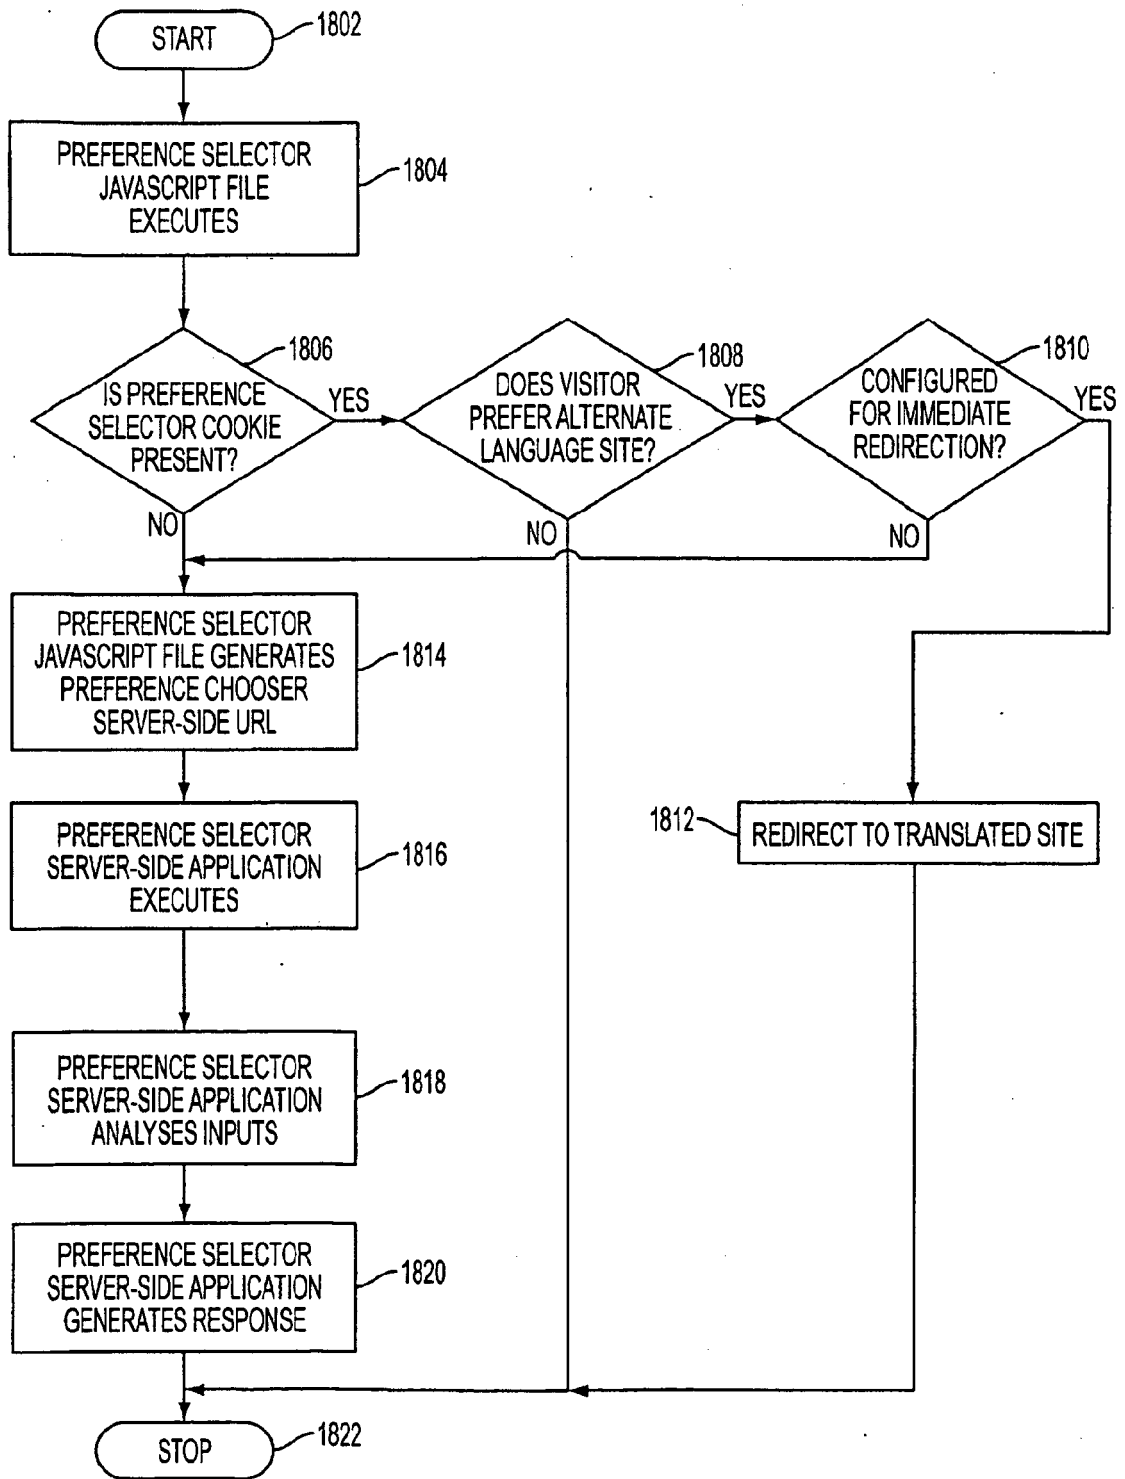 START
1802
PREFERENCE SELECTOR
JAVASCRIPT FILE
EXECUTES
1804
IS PREFERENCE
SELECTOR COOKIE
PRESENT?
1806
YES
NO
DOES VISITOR
PREFER ALTERNATE
LANGUAGE SITE?
1808
YES
NO
CONFIGURED
FOR IMMEDIATE
REDIRECTION?
1810
YES
NO
PREFERENCE SELECTOR
JAVASCRIPT FILE GENERATES
PREFERENCE CHOOSER
SERVER-SIDE URL
1814
PREFERENCE SELECTOR
SERVER-SIDE APPLICATION
EXECUTES
1816
1812
REDIRECT TO TRANSLATED SITE
PREFERENCE SELECTOR
SERVER-SIDE APPLICATION
ANALYSES INPUTS
1818
PREFERENCE SELECTOR
SERVER-SIDE APPLICATION
GENERATES RESPONSE
1820
STOP
1822